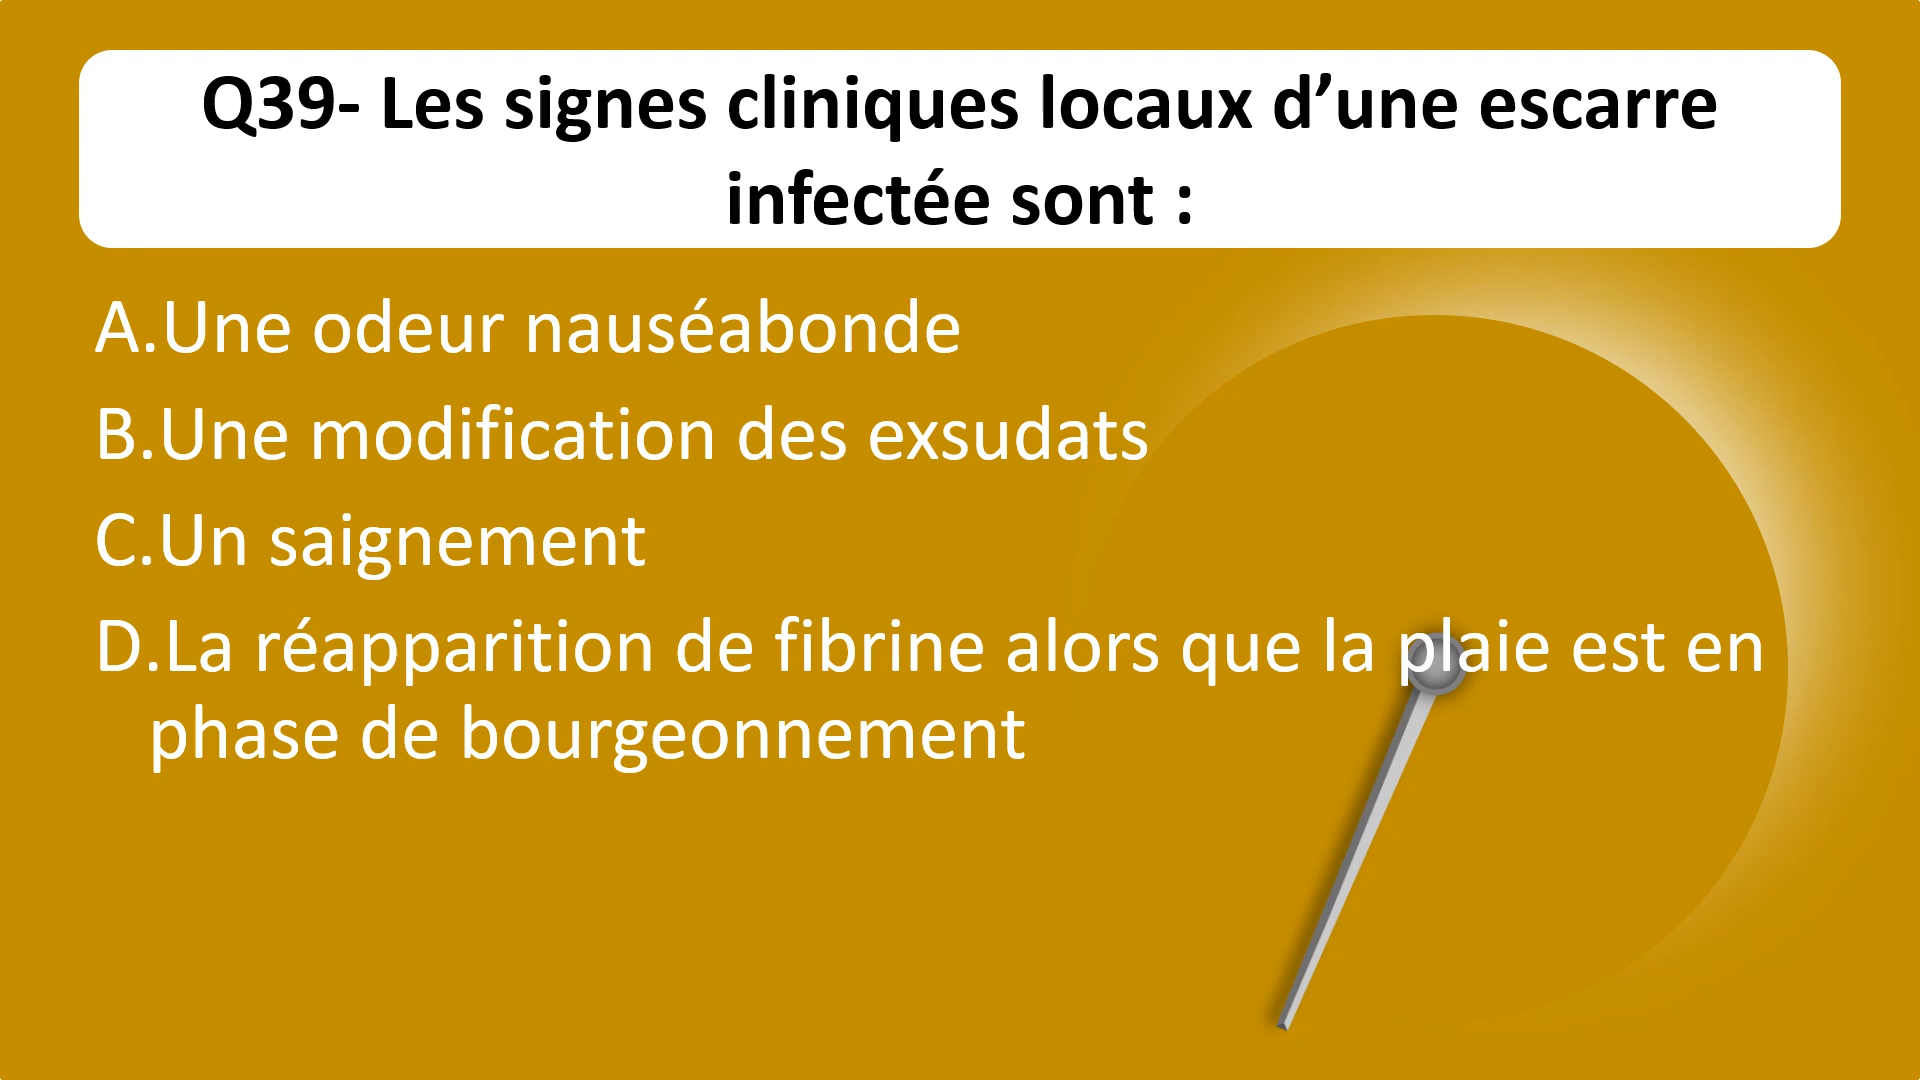 Q39- Les signes cliniques locaux d’une escarre
infectée sont :
A.Une odeur nauséabonde
B.Une modification des exsudats
C.Un saignement
D.La réapparition de fibrine alors que la plaie est en
phase de bourgeonnement